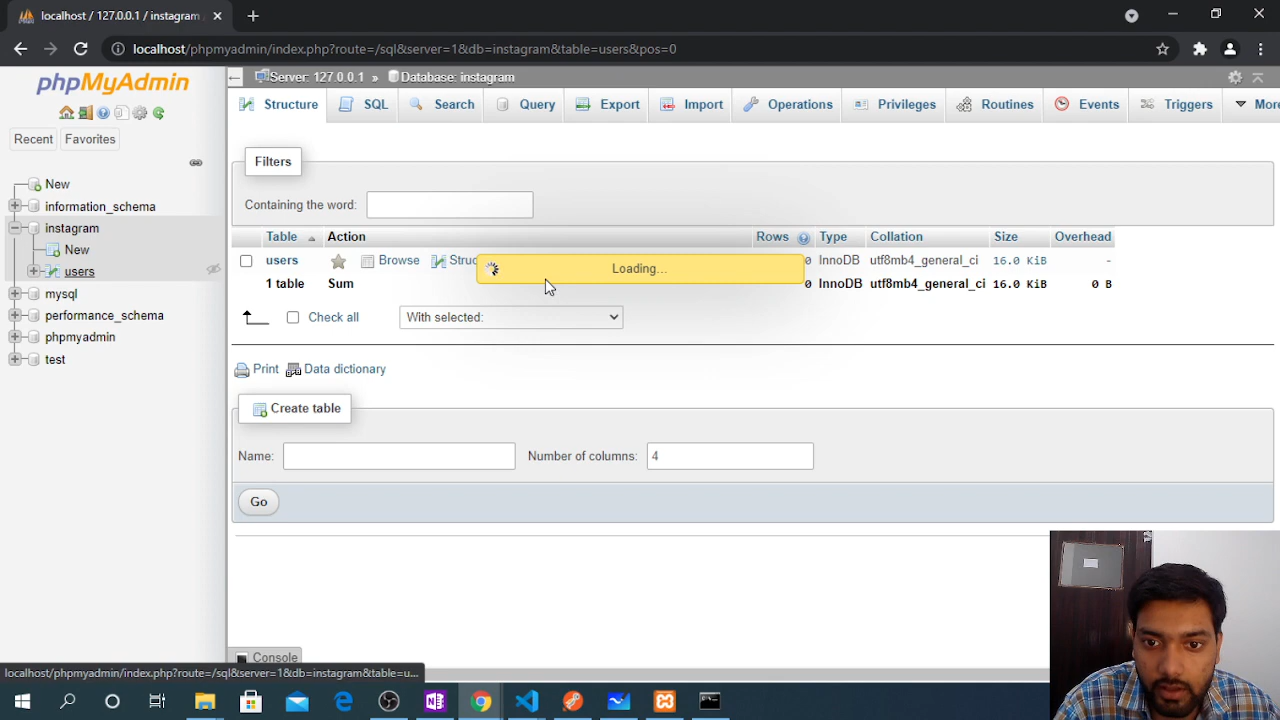 localhost / 127.0.0.1 / instagram
localhost/phpmyadmin/index.php?route=/sql&server=1&db=instagram&table=users&pos=0
phpMyAdmin
Server: 127.0.0.1 » Database: instagram
Structure SQL Search Query Export Import Operations Privileges Routines Events Triggers Mor
Recent Favorites
New
information_schema
instagram
New
users
mysql
performance_schema
phpmyadmin
test
Filters
Containing the word:
Table Action Rows Type Collation Size Overhead
users Browse Struc 0 InnoDB utf8mb4_general_ci 16.0 KiB -
Loading...
1 table Sum 0 InnoDB utf8mb4_general_ci 16.0 KiB 0 B
Check all With selected:
Print Data dictionary
Create table
Name: Number of columns: 4
Go
Console
localhost/phpmyadmin/index.php?route=/sql&server=1&db=instagram&table=u...